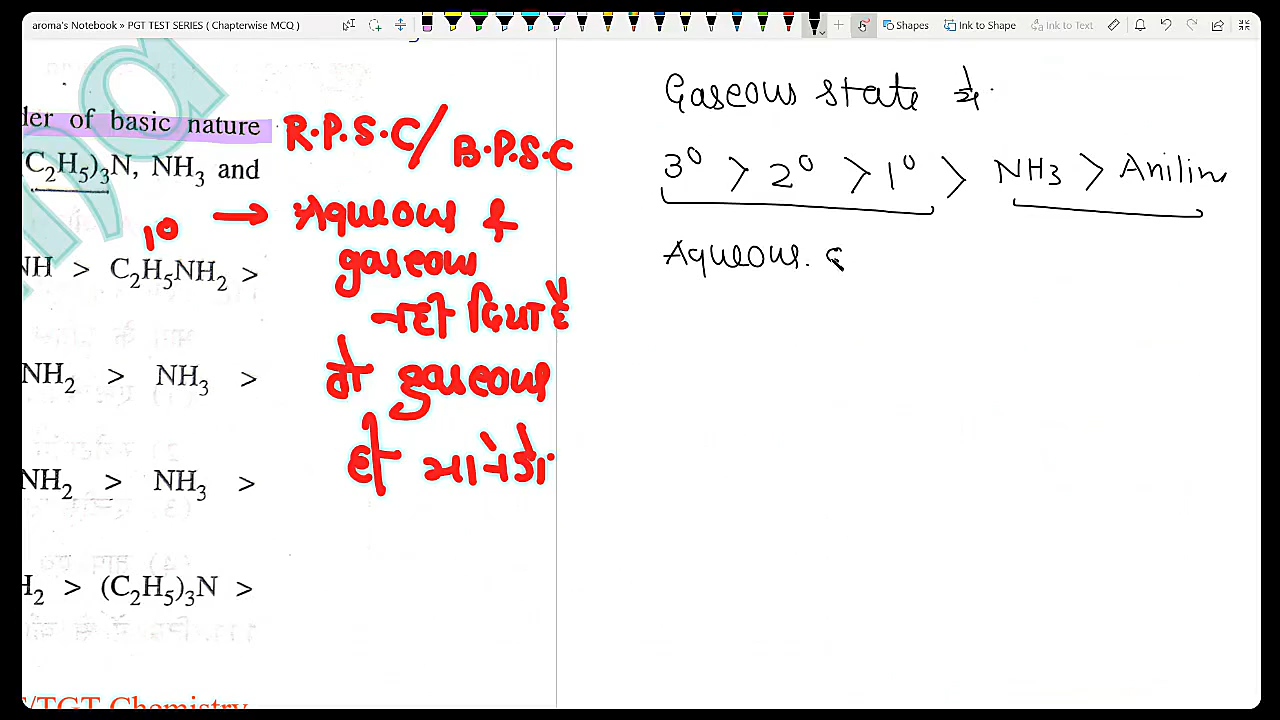 aroma's Notebook » PGT TEST SERIES ( Chapterwise MCQ )
Shapes
Ink to Shape
Ink to Text
der of basic nature
(C₂H₅)₃N, NH₃ and
NH > C₂H₅NH₂ >
NH₂ > NH₃ >
NH₂ > NH₃ >
H₂ > (C₂H₅)₃N >
/TGT Chemistry
1°
R.P.S.C/ B.P.S.C
→ Aqueous &
gaseous
नही दिया है
तो gaseous
ही मानेंगे
Gaseous state में
3° > 2° > 1° > NH3 > Aniline
Aqueous.